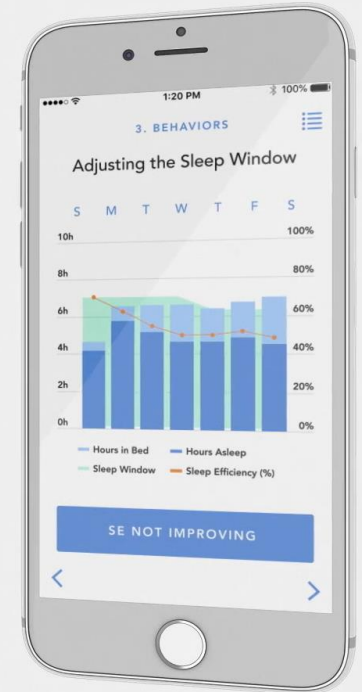 1:20 PM 100%
3. BEHAVIORS
Adjusting the Sleep Window
S M T W T F S
10h 100%
8h 80%
6h 60%
4h 40%
2h 20%
0h 0%
Hours in Bed Hours Asleep
Sleep Window Sleep Efficiency (%)
SE NOT IMPROVING